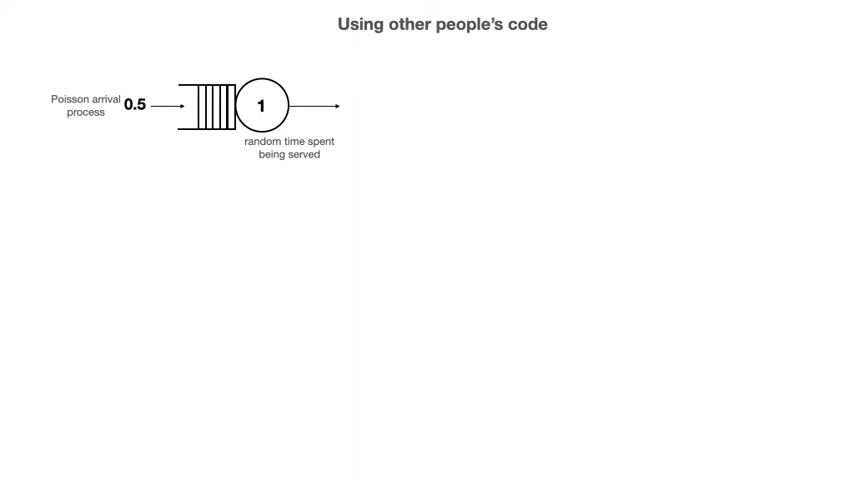 Using other people's code
Poisson arrival
process
0.5
1
random time spent
being served